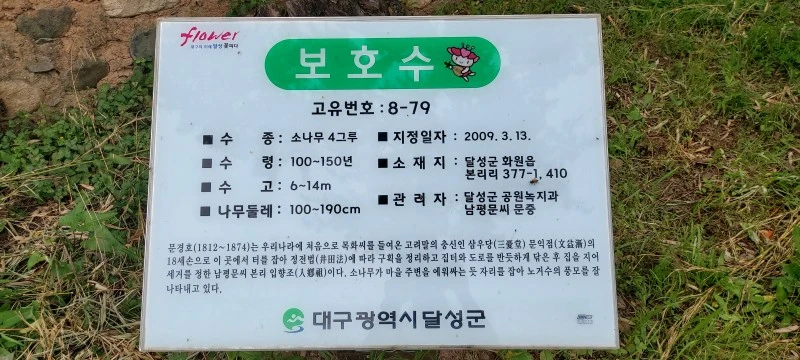 flower
대구의 미래 달성 꽃피다
보호수
고유번호 : 8-79
■ 수 종 : 소나무 4그루 ■ 지정일자 : 2009. 3. 13.
■ 수 령 : 100~150년 ■ 소 재 지 : 달성군 화원읍
본리리 377-1, 410
■ 수 고 : 6~14m
■ 관 려 자 : 달성군 공원녹지과
■ 나무둘레 : 100~190cm 남평문씨 문중
문경호(1812~1874)는 우리나라에 처음으로 목화씨를 들여온 고려말의 충신인 삼우당(三憂堂) 문익점(文益漸)의
18세손으로 이 곳에서 터를 잡아 정전법(井田法)에 따라 구획을 정리하고 집터와 도로를 반듯하게 닦은 후 집을 지어
세거를 정한 남평문씨 본리 입향조(入鄕祖)이다. 소나무가 마을 주변을 에워싸는 듯 자리를 잡아 노거수의 풍모를 잘
나타내고 있다.
대구광역시달성군